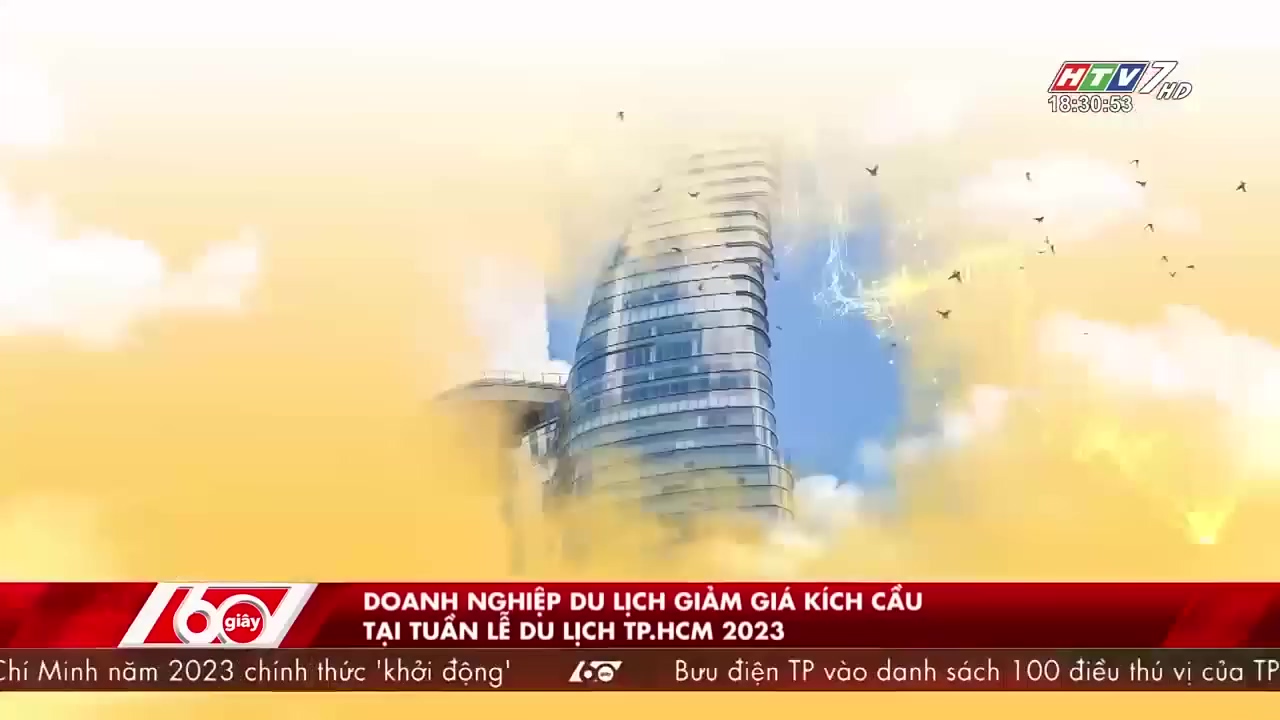 HTV7 HD
18:30:53
60 giây
DOANH NGHIỆP DU LỊCH GIẢM GIÁ KÍCH CẦU
TẠI TUẦN LỄ DU LỊCH TP.HCM 2023
Chí Minh năm 2023 chính thức 'khởi động' 60 giây Bưu điện TP vào danh sách 100 điều thú vị của TP